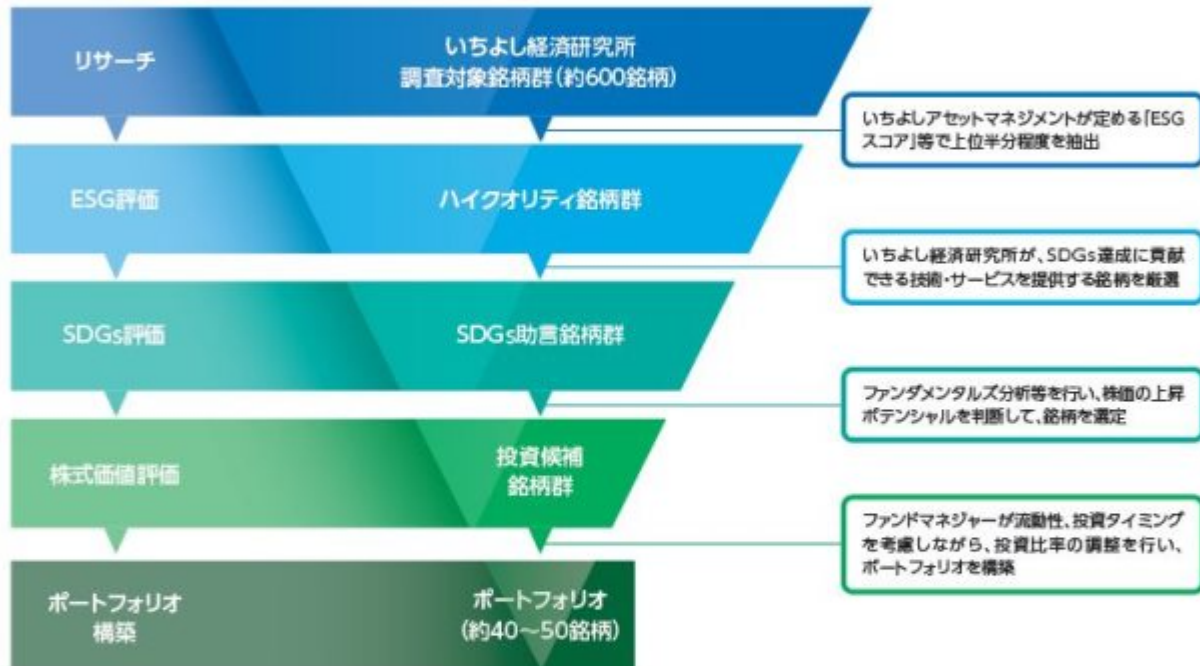 リサーチ
いちよし経済研究所
調査対象銘柄群(約600銘柄)
いちよしアセットマネジメントが定める「ESG
スコア」等で上位半分程度を抽出
ESG評価
ハイクオリティ銘柄群
いちよし経済研究所が、SDGs達成に貢献
できる技術・サービスを提供する銘柄を厳選
SDGs評価
SDGs助言銘柄群
ファンダメンタルズ分析等を行い、株価の上昇
ポテンシャルを判断して、銘柄を選定
株式価値評価
投資候補
銘柄群
ファンドマネジャーが流動性、投資タイミング
を考慮しながら、投資比率の調整を行い、
ポートフォリオを構築
ポートフォリオ
構築
ポートフォリオ
(約40～50銘柄)